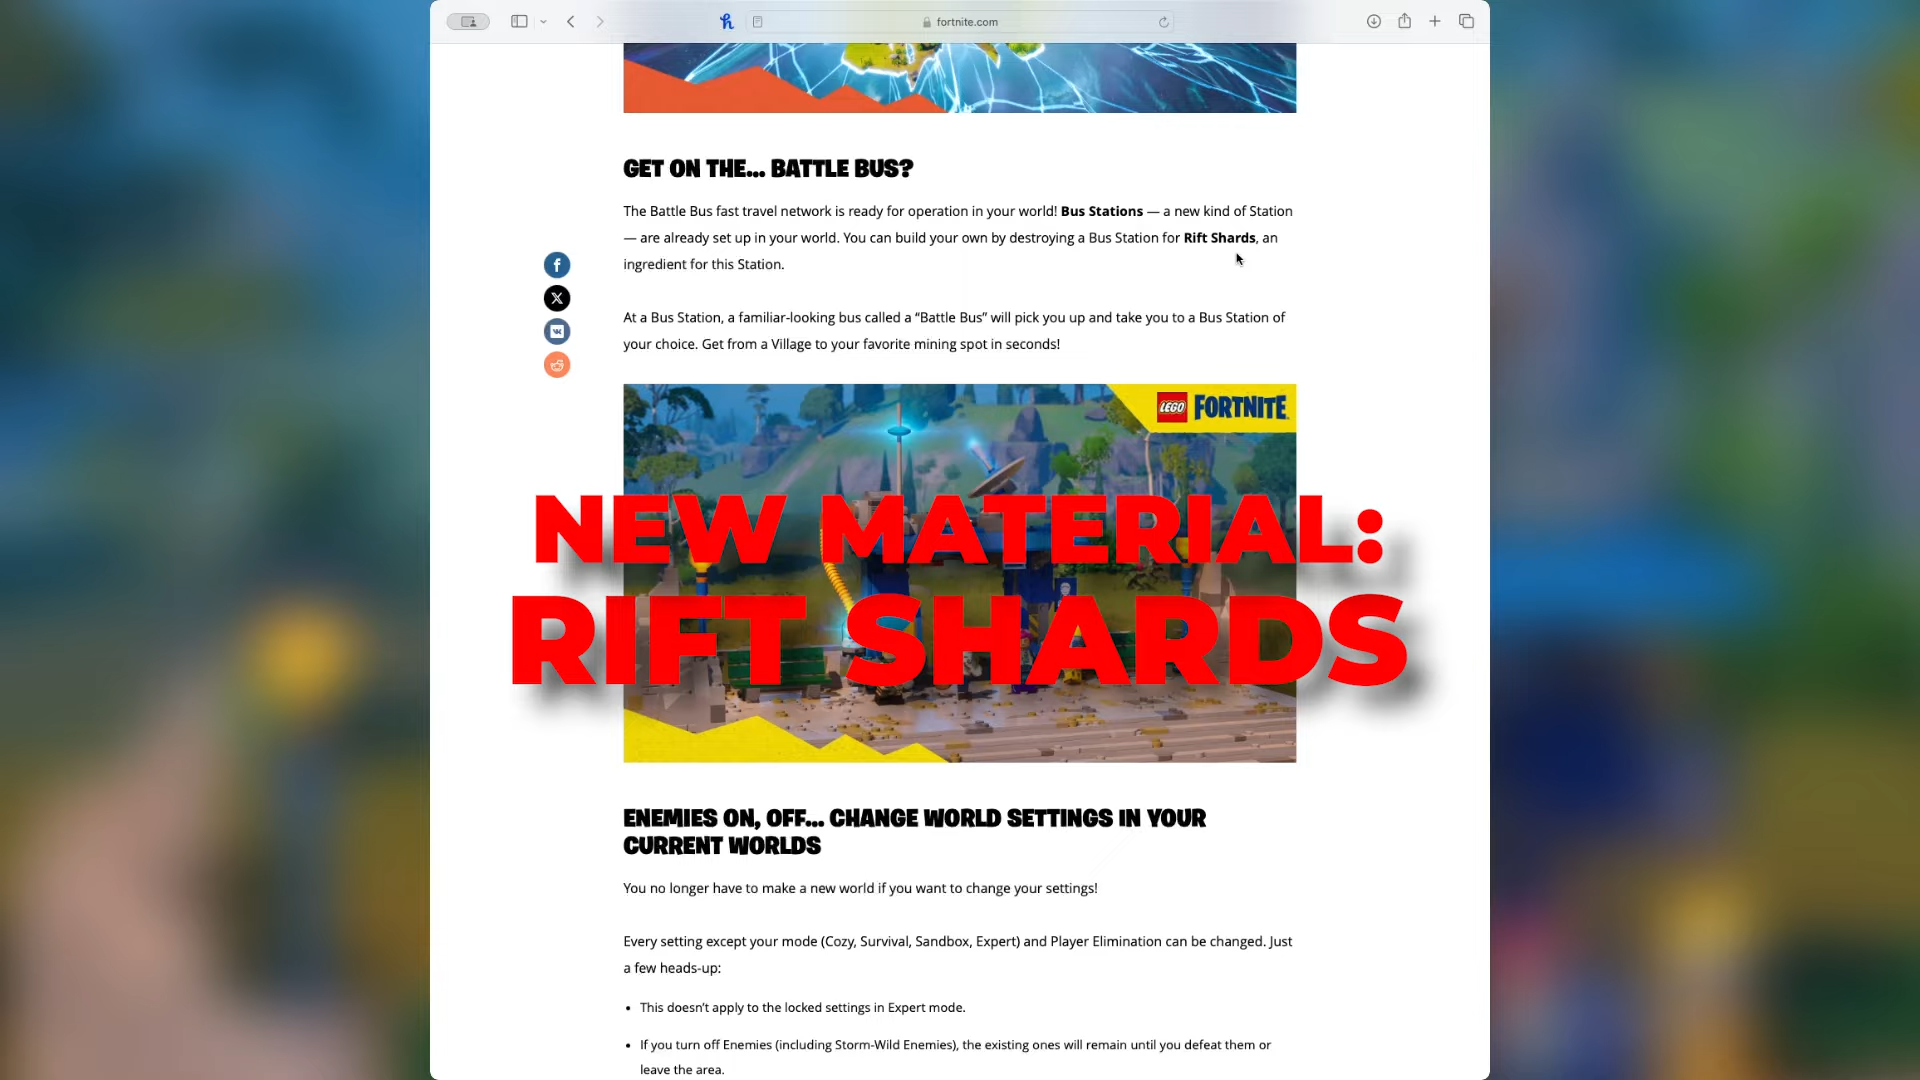 fortnite.com
GET ON THE... BATTLE BUS?
The Battle Bus fast travel network is ready for operation in your world! Bus Stations — a new kind of Station
— are already set up in your world. You can build your own by destroying a Bus Station for Rift Shards, an
ingredient for this Station.
At a Bus Station, a familiar-looking bus called a “Battle Bus” will pick you up and take you to a Bus Station of
your choice. Get from a Village to your favorite mining spot in seconds!
LEGO FORTNITE
NEW MATERIAL:
RIFT SHARDS
ENEMIES ON, OFF... CHANGE WORLD SETTINGS IN YOUR
CURRENT WORLDS
You no longer have to make a new world if you want to change your settings!
Every setting except your mode (Cozy, Survival, Sandbox, Expert) and Player Elimination can be changed. Just
a few heads-up:
• This doesn’t apply to the locked settings in Expert mode.
• If you turn off Enemies (including Storm-Wild Enemies), the existing ones will remain until you defeat them or
leave the area.